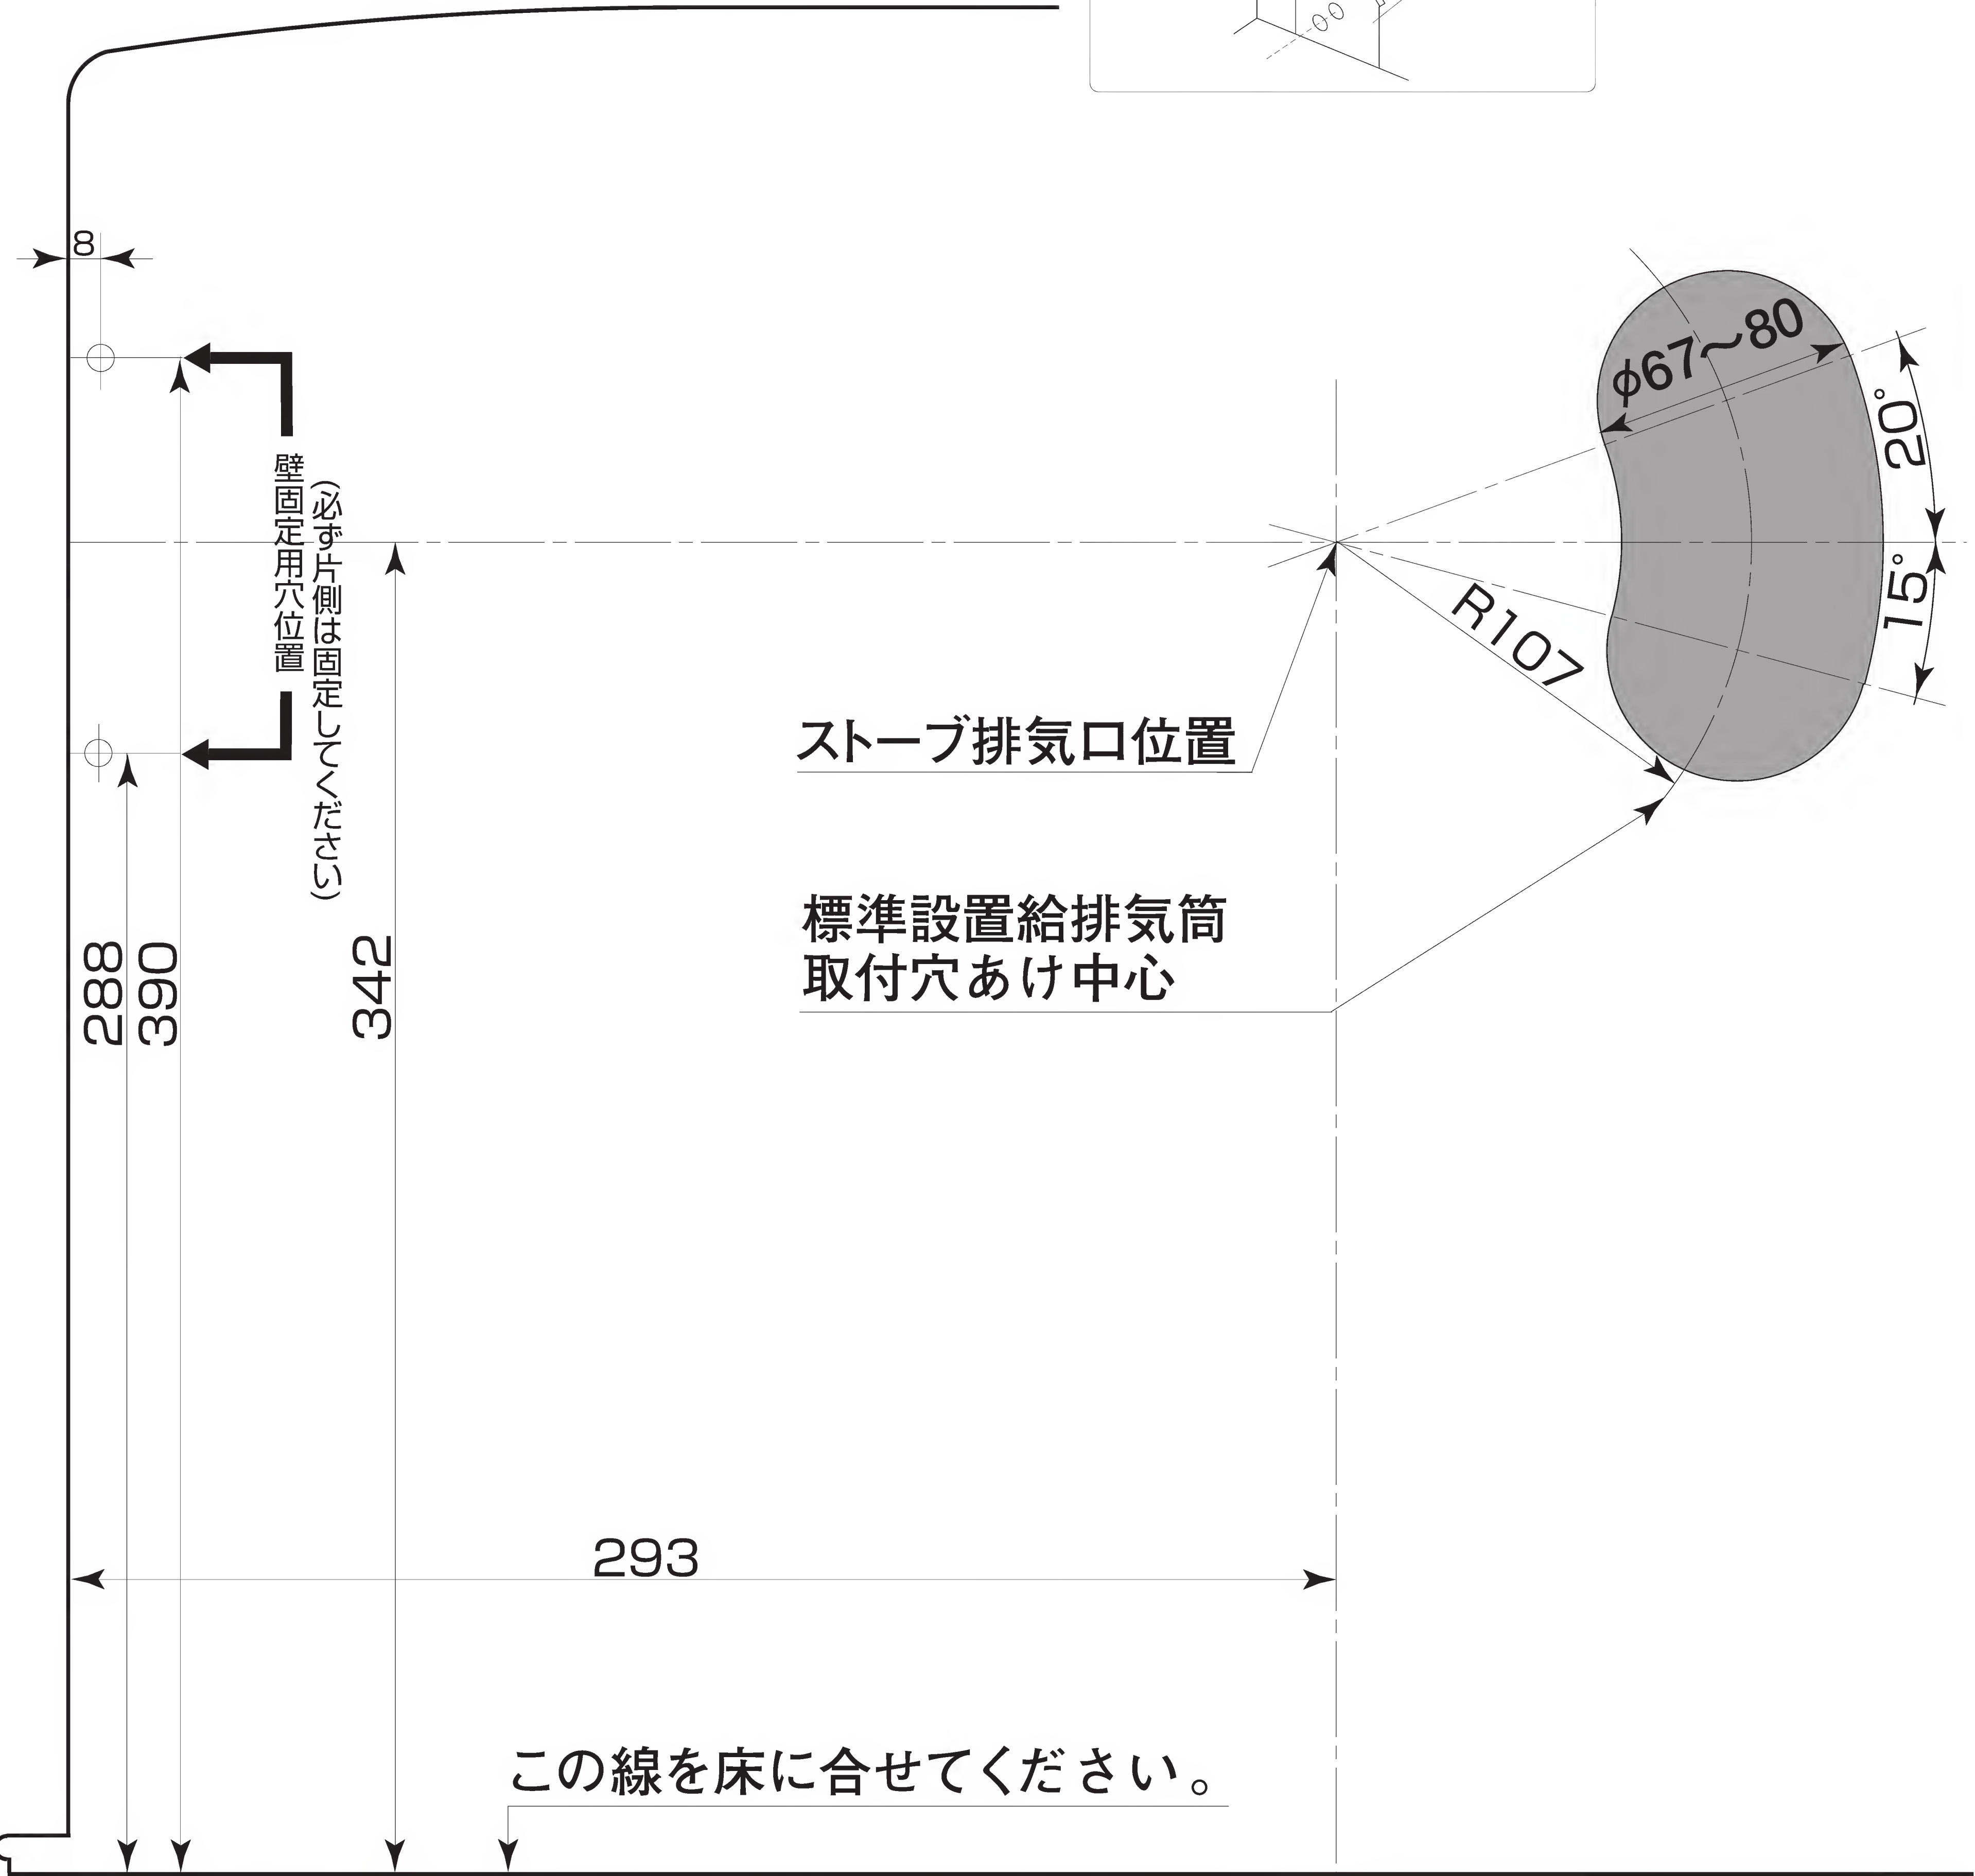 8
φ67〜80
20°
15°
R107
壁固定用穴位置
(必ず片側は固定してください)
ストーブ排気口位置
標準設置給排気筒
取付穴あけ中心
288
390
342
293
この線を床に合せてください。